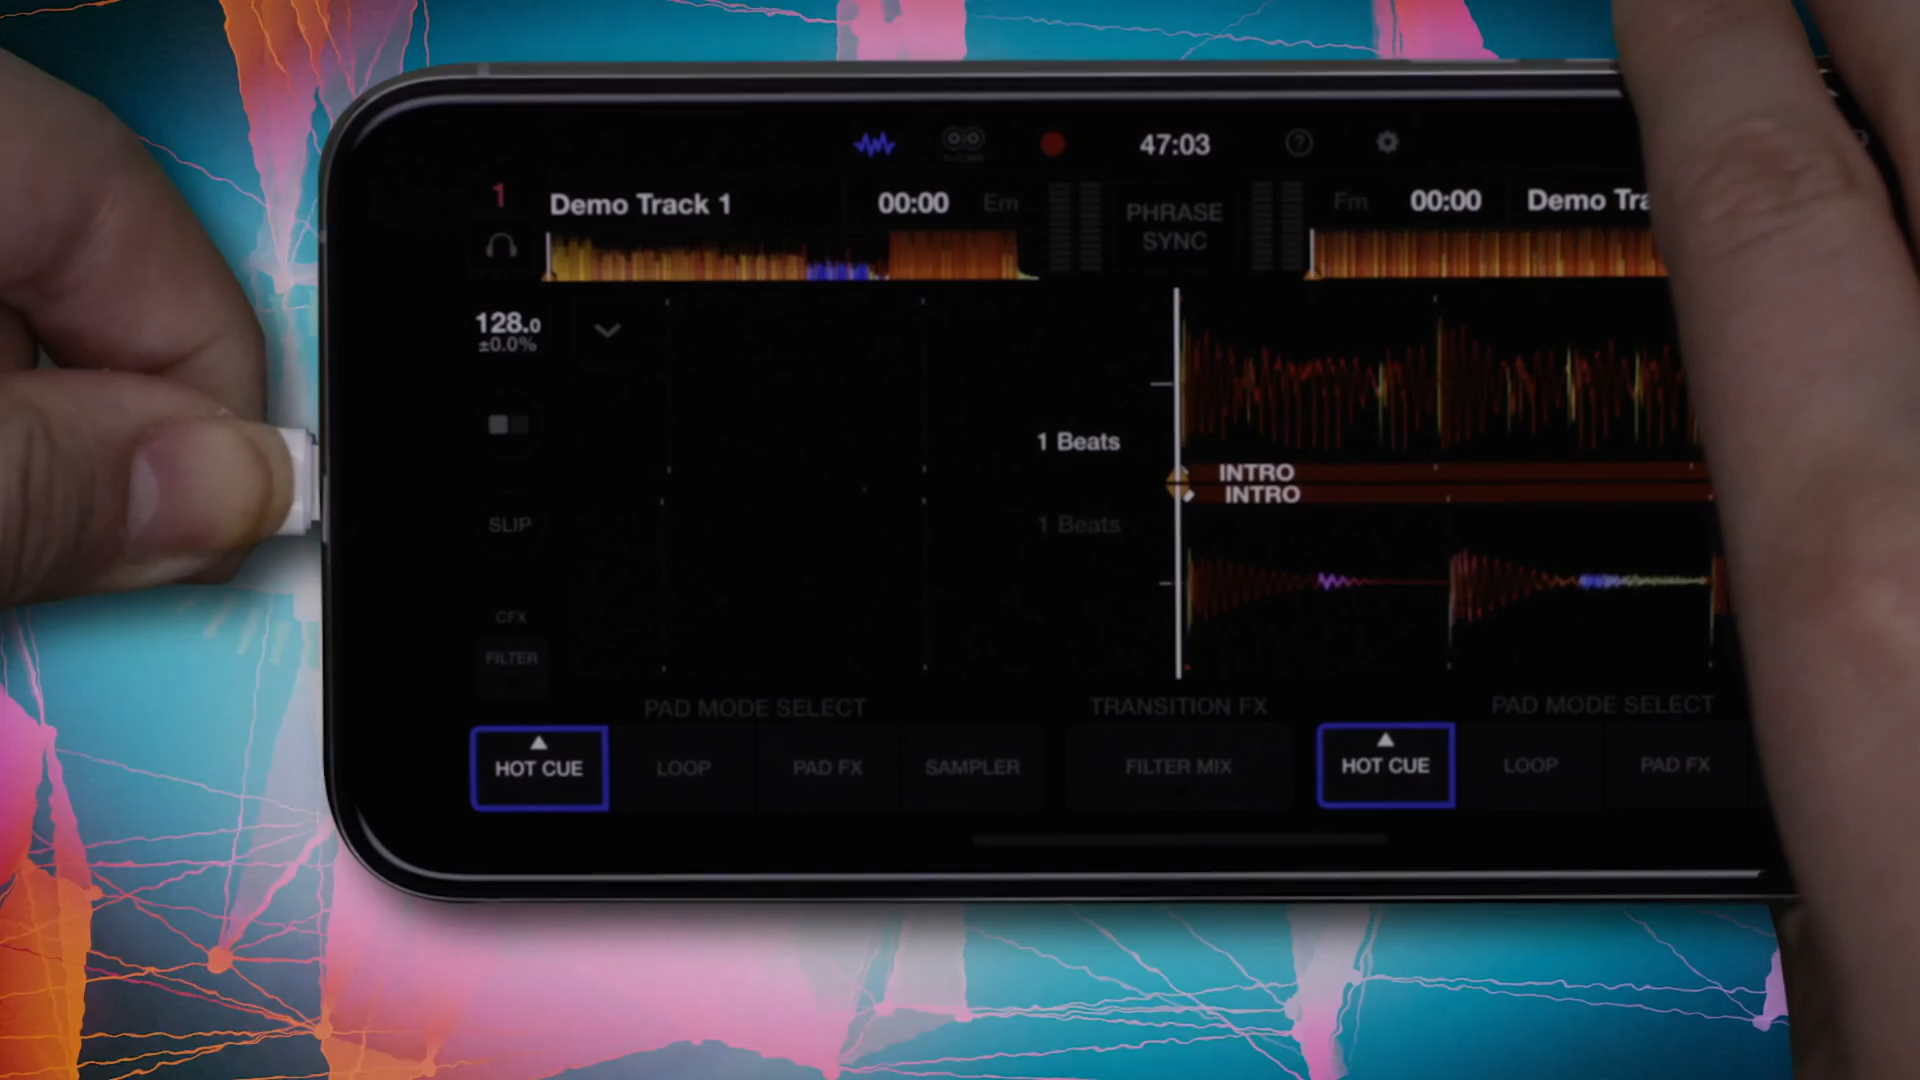 47:03
?
1
Demo Track 1
00:00
Em
PHRASE
SYNC
Fm
00:00
Demo Tra
128.0
±0.0%
1 Beats
INTRO
INTRO
SLIP
1 Beats
CFX
FILTER
PAD MODE SELECT
TRANSITION FX
PAD MODE SELECT
HOT CUE
LOOP
PAD FX
SAMPLER
FILTER MIX
HOT CUE
LOOP
PAD FX